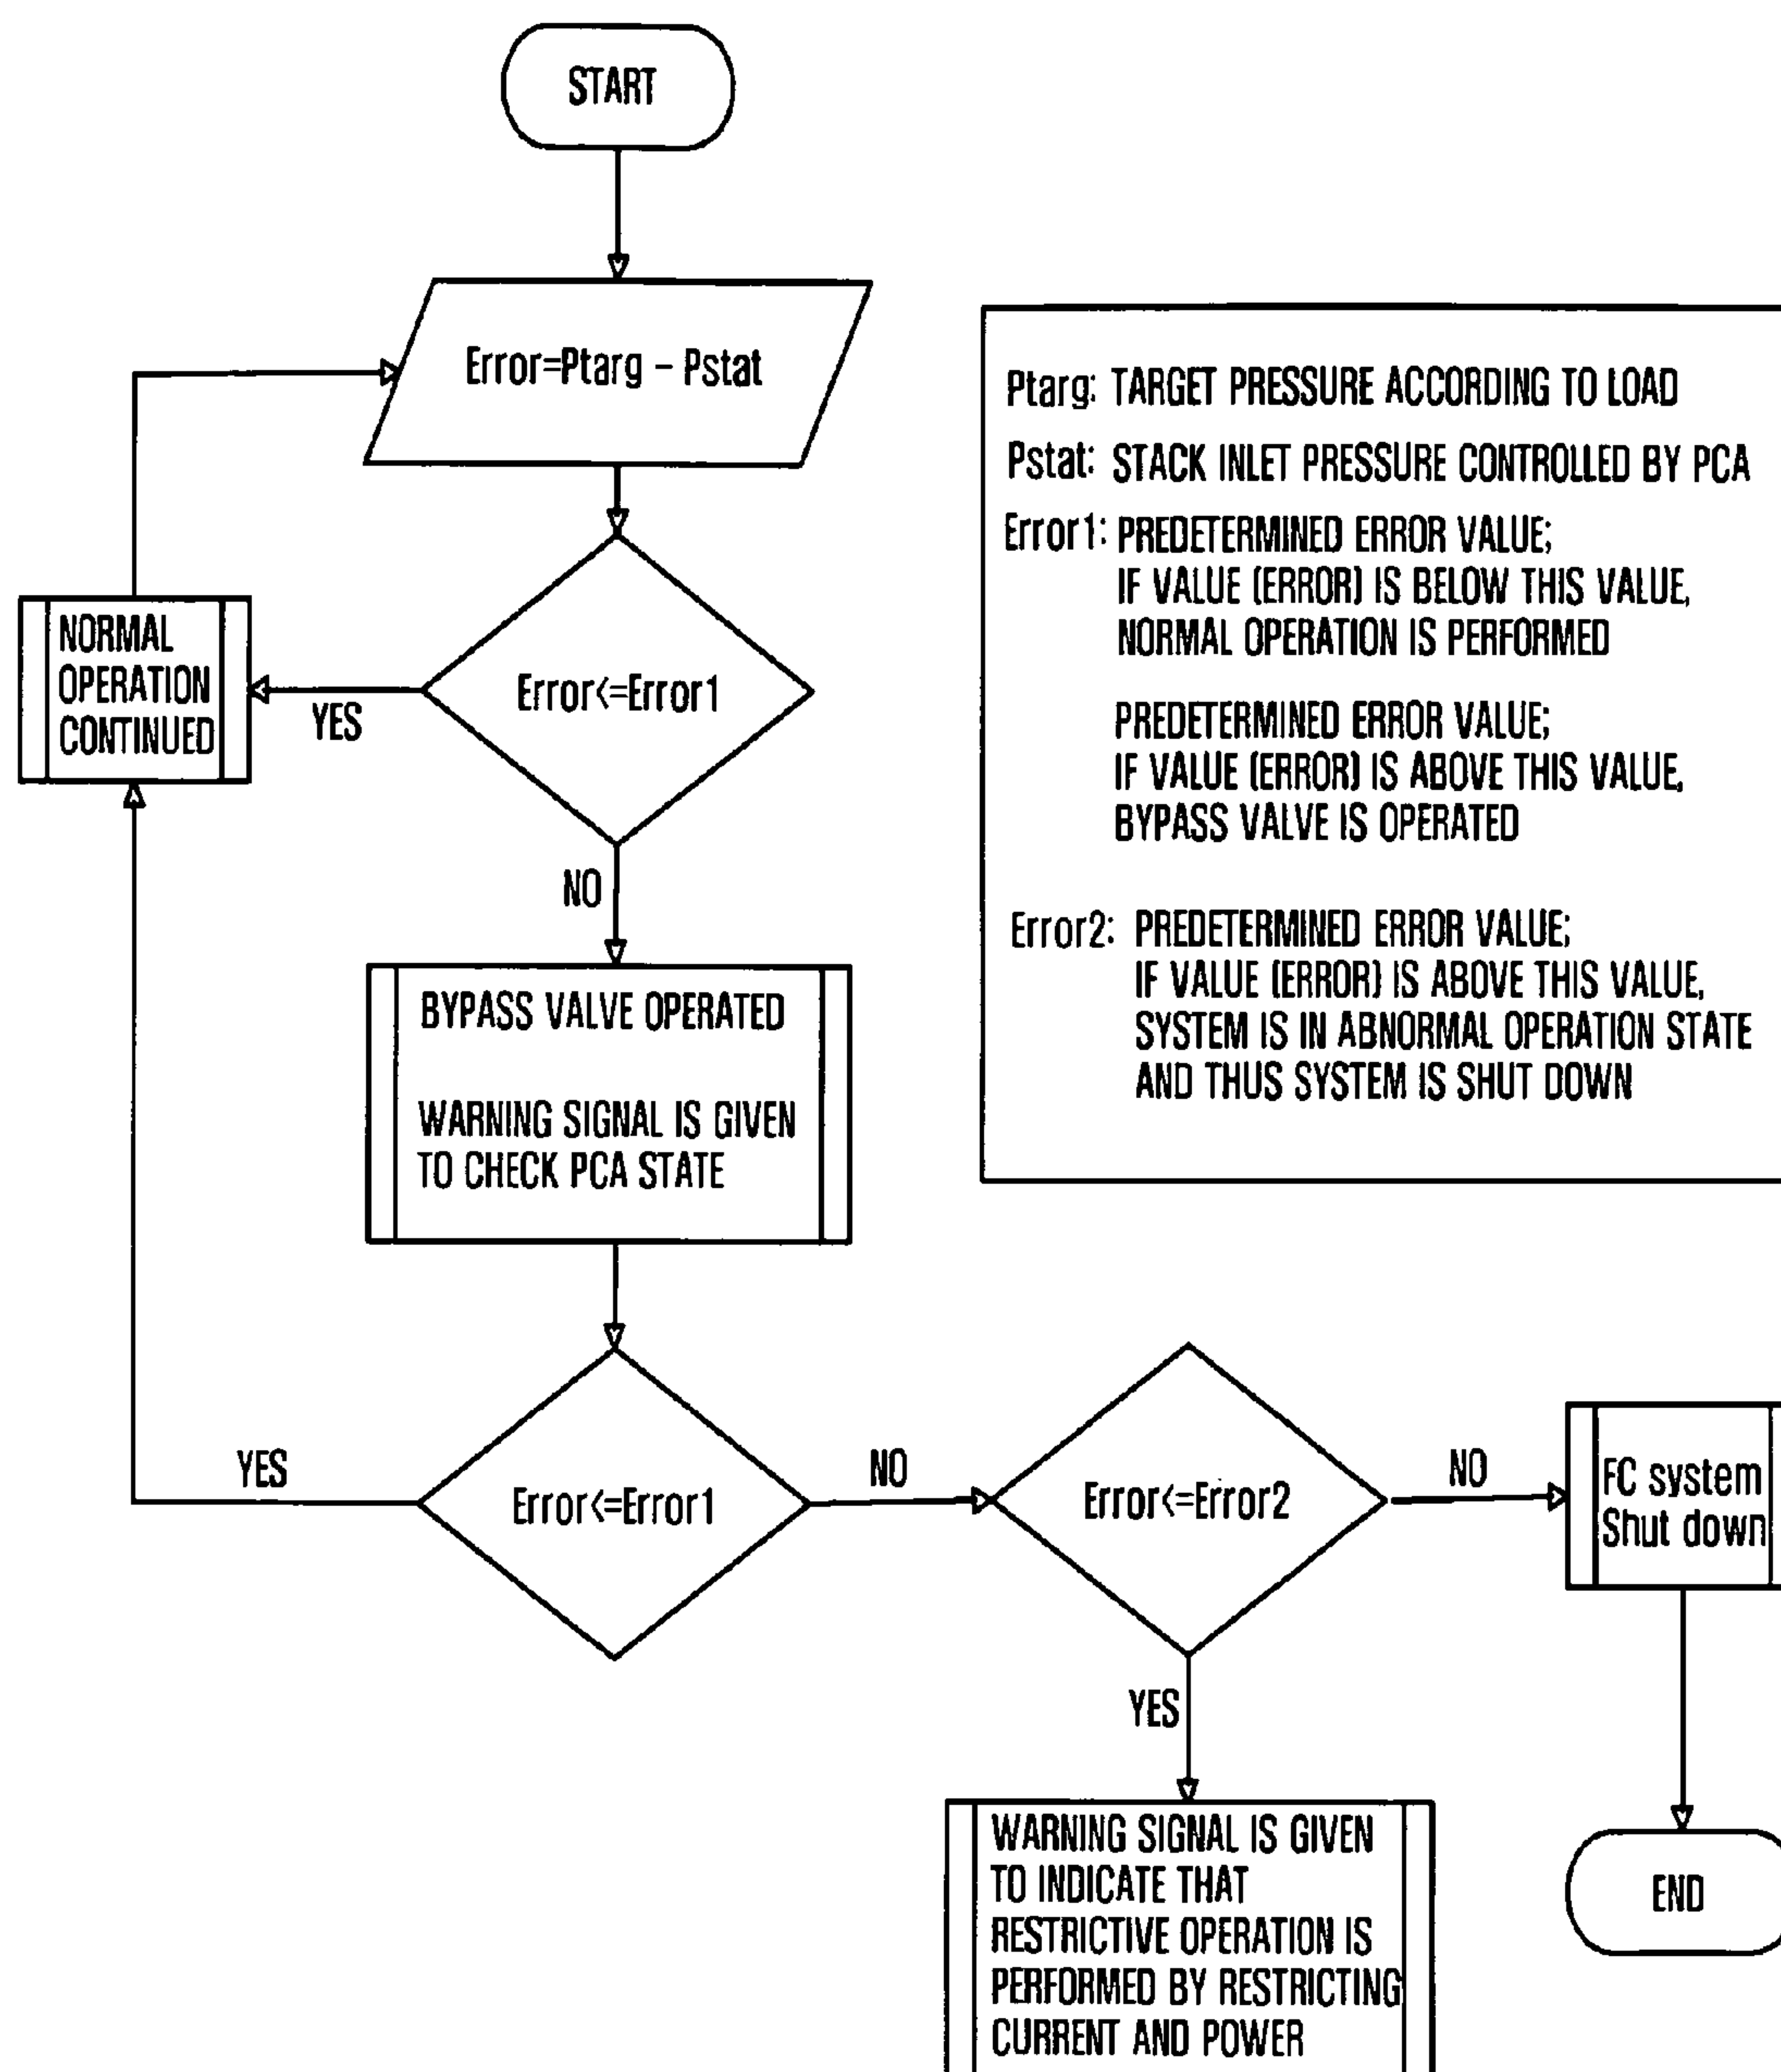 START
Error=Ptarg – Pstat
Ptarg: TARGET PRESSURE ACCORDING TO LOAD
Pstat: STACK INLET PRESSURE CONTROLLED BY PCA
Error1: PREDETERMINED ERROR VALUE;
IF VALUE (ERROR) IS BELOW THIS VALUE,
NORMAL OPERATION IS PERFORMED
PREDETERMINED ERROR VALUE;
IF VALUE (ERROR) IS ABOVE THIS VALUE,
BYPASS VALVE IS OPERATED
Error2: PREDETERMINED ERROR VALUE;
IF VALUE (ERROR) IS ABOVE THIS VALUE,
SYSTEM IS IN ABNORMAL OPERATION STATE
AND THUS SYSTEM IS SHUT DOWN
NORMAL
OPERATION
CONTINUED
YES
Error<=Error1
NO
BYPASS VALVE OPERATED
WARNING SIGNAL IS GIVEN
TO CHECK PCA STATE
YES
Error<=Error1
NO
Error<=Error2
NO
FC system
Shut down
YES
WARNING SIGNAL IS GIVEN
TO INDICATE THAT
RESTRICTIVE OPERATION IS
PERFORMED BY RESTRICTING
CURRENT AND POWER
END